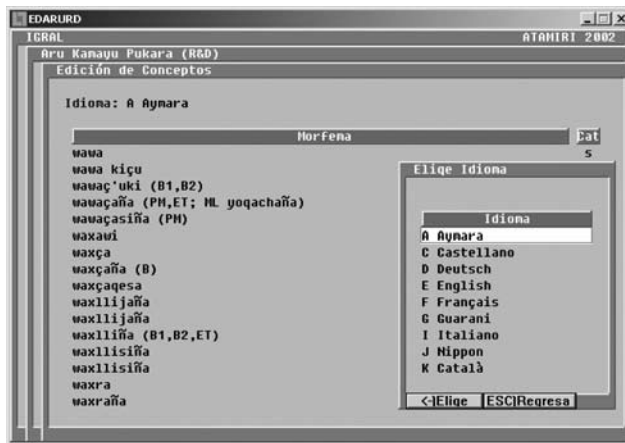 EDARURD
IGRAL ATAMIRI 2002
Aru Kamayu Pukara (R&D)
Edición de Conceptos
Idioma: A Aymara
Morfema Cat
wawa s
wawa kiçu
wawaç'uki (B1,B2)
wawaçaña (PM,ET; ML yoqachaña)
wawaçasiña (PM)
waxawi
waxça
waxçaña (B)
waxçaqesa
waxllijaña
waxllijaña
waxlliña (B1,B2,ET)
waxllisiña
waxllisiña
waxra
waxraña
Elige Idioma
Idioma
A Aymara
C Castellano
D Deutsch
E English
F Français
G Guarani
I Italiano
J Nippon
K Català
<┘Elige ESC]Regresa